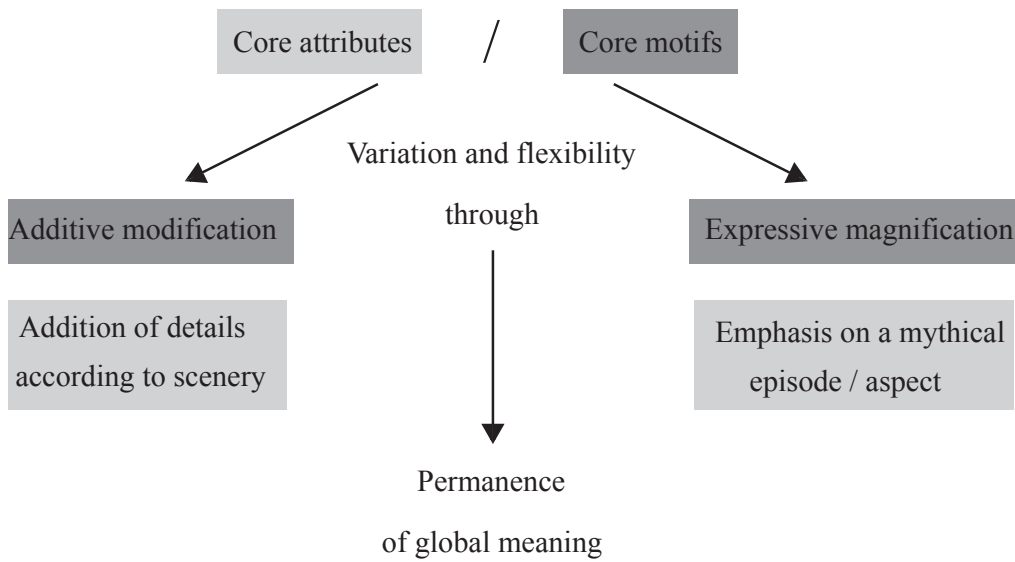 Core attributes / Core motifs
Variation and flexibility
through
Additive modification
Expressive magnification
Addition of details
according to scenery
Emphasis on a mythical
episode / aspect
Permanence
of global meaning